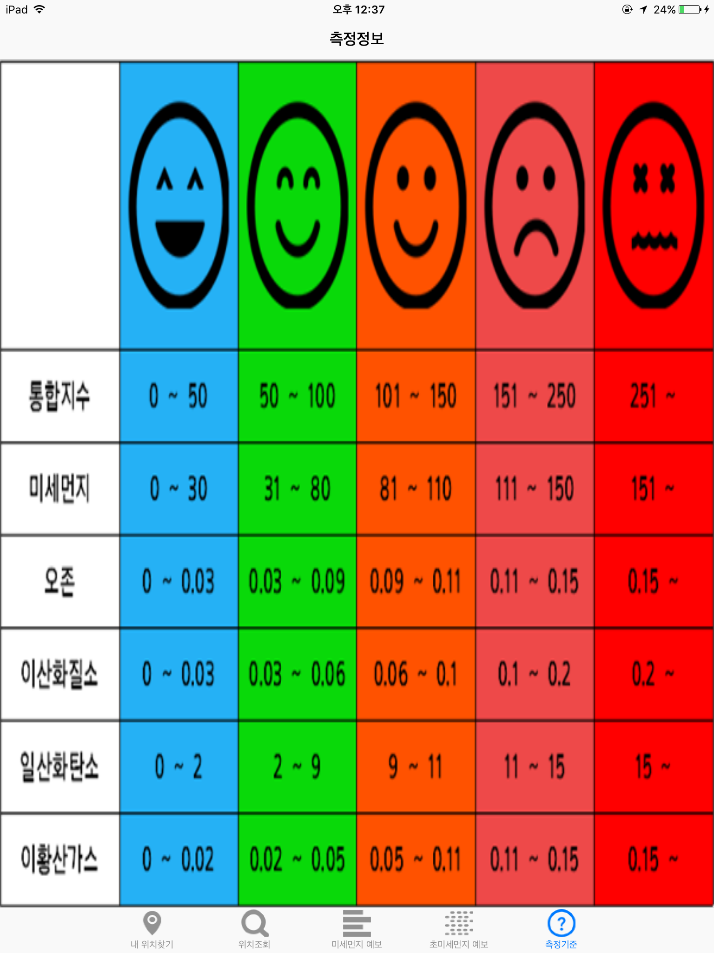 iPad 오후 12:37 24%
측정정보
통합지수 0 ~ 50 50 ~ 100 101 ~ 150 151 ~ 250 251 ~
미세먼지 0 ~ 30 31 ~ 80 81 ~ 110 111 ~ 150 151 ~
오존 0 ~ 0.03 0.03 ~ 0.09 0.09 ~ 0.11 0.11 ~ 0.15 0.15 ~
이산화질소 0 ~ 0.03 0.03 ~ 0.06 0.06 ~ 0.1 0.1 ~ 0.2 0.2 ~
일산화탄소 0 ~ 2 2 ~ 9 9 ~ 11 11 ~ 15 15 ~
이황산가스 0 ~ 0.02 0.02 ~ 0.05 0.05 ~ 0.11 0.11 ~ 0.15 0.15 ~
내 위치찾기 위치조회 미세먼지 예보 초미세먼지 예보 측정기준